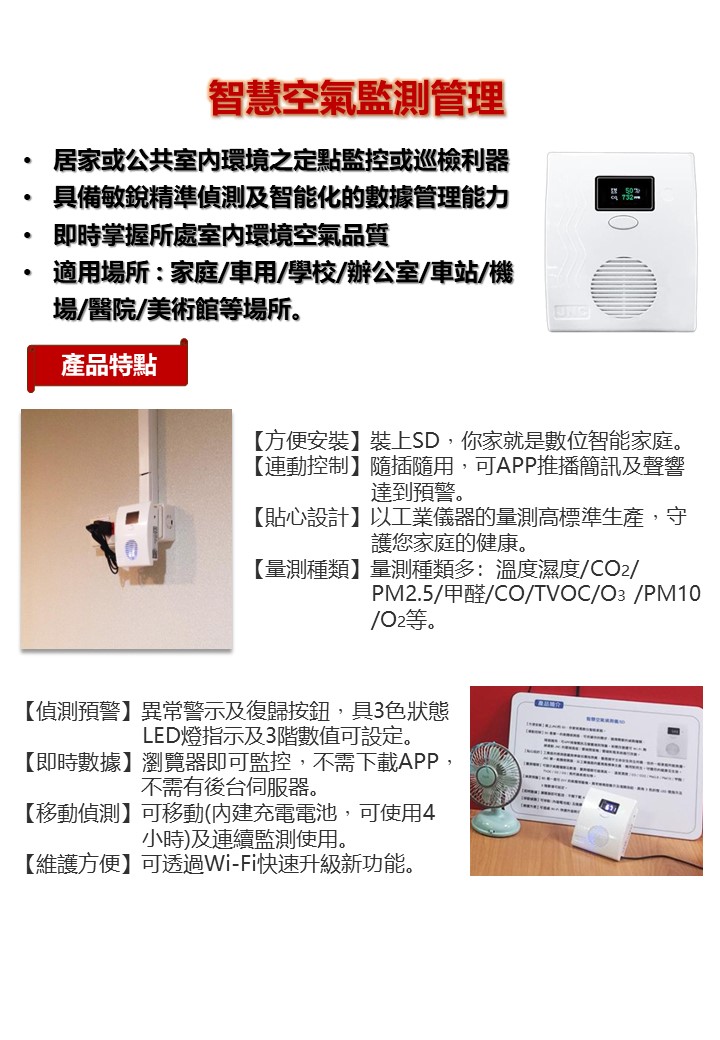 智慧空氣監測管理
• 居家或公共室內環境之定點監控或巡檢利器
• 具備敏銳精準偵測及智能化的數據管理能力
• 即時掌握所處室內環境空氣品質
• 適用場所：家庭/車用/學校/辦公室/車站/機
場/醫院/美術館等場所。
50
732
UNC
產品特點
【方便安裝】裝上SD，你家就是數位智能家庭。
【連動控制】隨插隨用，可APP推播簡訊及聲響
達到預警。
【貼心設計】以工業儀器的量測高標準生產，守
護您家庭的健康。
【量測種類】量測種類多：溫度濕度/CO2/
PM2.5/甲醛/CO/TVOC/O3 /PM10
/O2等。
【偵測預警】異常警示及復歸按鈕，具3色狀態
LED燈指示及3階數值可設定。
【即時數據】瀏覽器即可監控，不需下載APP，
不需有後台伺服器。
【移動偵測】可移動(內建充電電池，可使用4
小時)及連續監測使用。
【維護方便】可透過Wi-Fi快速升級新功能。
產品簡介